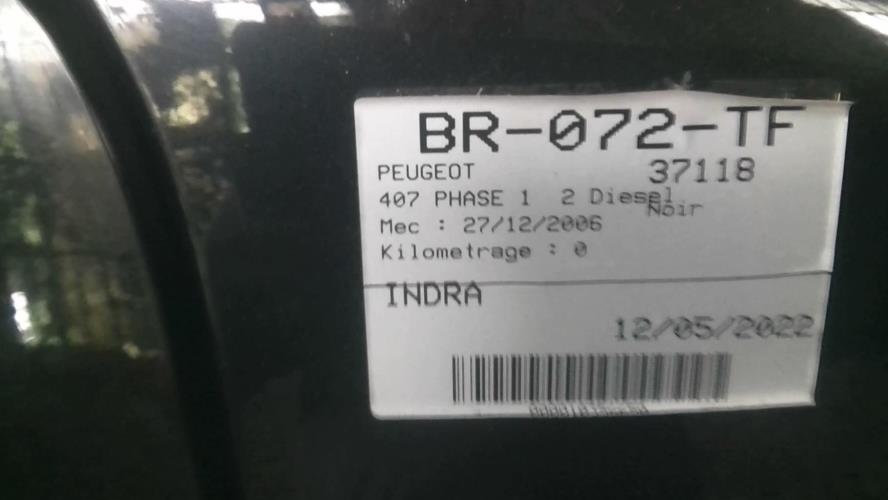 BR-072-TF
PEUGEOT 37118
407 PHASE 1 2 Diesel
Noir
Mec : 27/12/2006
Kilometrage : 0
INDRA
12/05/2022